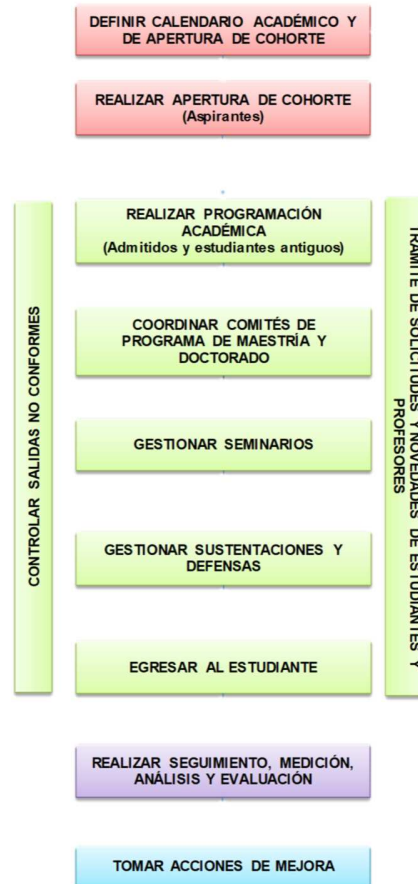 DEFINIR CALENDARIO ACADÉMICO Y
DE APERTURA DE COHORTE
REALIZAR APERTURA DE COHORTE
(Aspirantes)
CONTROLAR SALIDAS NO CONFORMES
REALIZAR PROGRAMACIÓN
ACADÉMICA
(Admitidos y estudiantes antiguos)
COORDINAR COMITÉS DE
PROGRAMA DE MAESTRÍA Y
DOCTORADO
GESTIONAR SEMINARIOS
GESTIONAR SUSTENTACIONES Y
DEFENSAS
EGRESAR AL ESTUDIANTE
TRÁMITE DE SOLICITUDES Y NOVEDADES DE ESTUDIANTES Y
PROFESORES
REALIZAR SEGUIMIENTO, MEDICIÓN,
ANÁLISIS Y EVALUACIÓN
TOMAR ACCIONES DE MEJORA